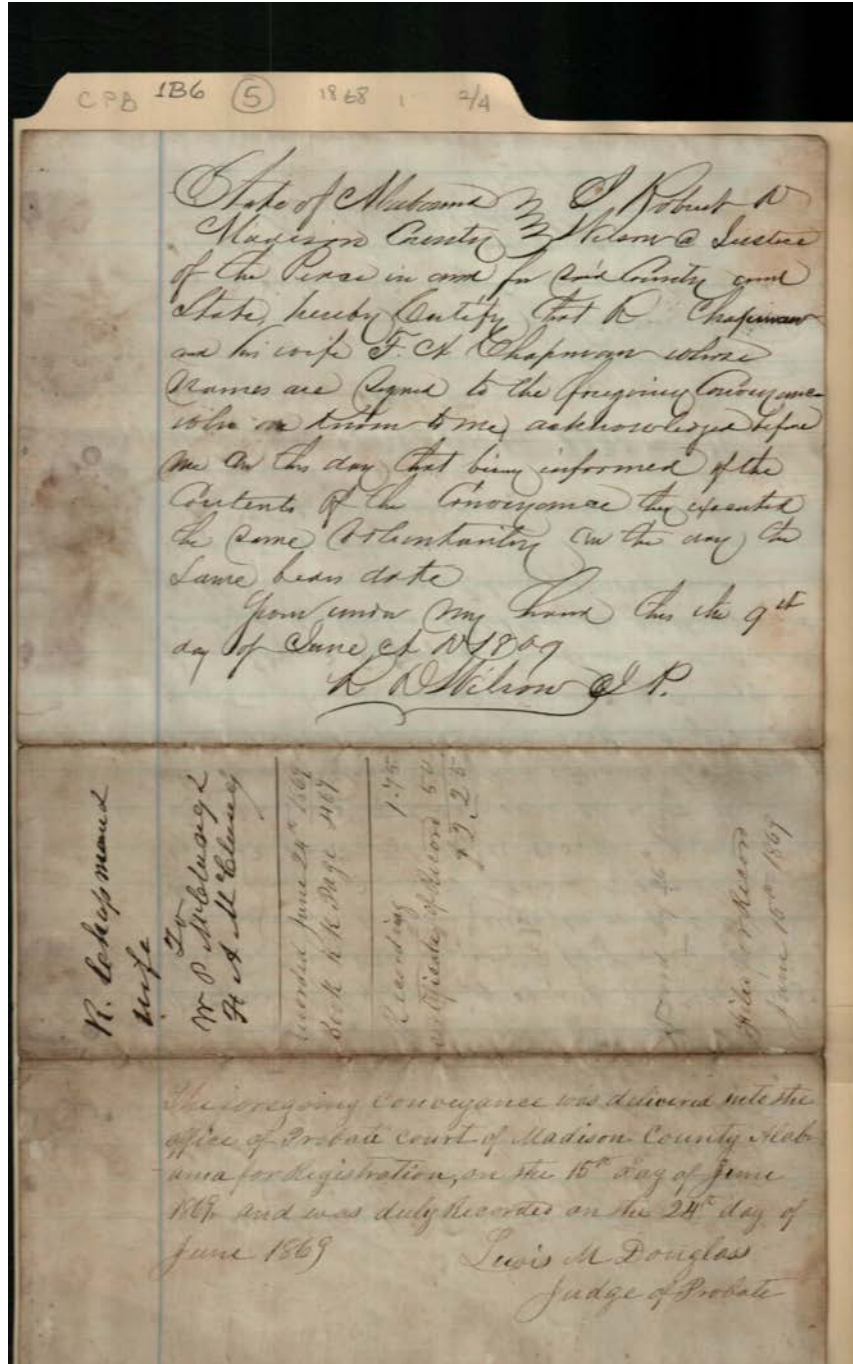 CPB 1B6 5 1868 1 2/4
State of Alabama } I Robert D
Madison County } Wilson a Justice
of the Peace in and for said County and
State, hereby Certify that R Chapman
and his wife F. A Chapman whose
names are signed to the foregoing Conveyance
who are known to me, acknowledged before
me on this day that being informed of the
Contents of the Conveyance they executed
the same voluntarily on the day the
same bears date
Given under my hand this the 9th
day of June A D 1869
R D Wilson J P.
R. Chapman &
wife
To
W P McClung &
F A McClung
Recorded June 24th 1869
Book K K Page 467
Recording 1.75
of Record 50
$2.25
Filed for Record
June 15th 1869
The foregoing Conveyance was delivered into the
office of Probate Court of Madison County Alab-
ama for Registration, on the 15th day of June
1869 and was duly Recorded on the 24th day of
June 1869
Lewis M Douglass
Judge of Probate